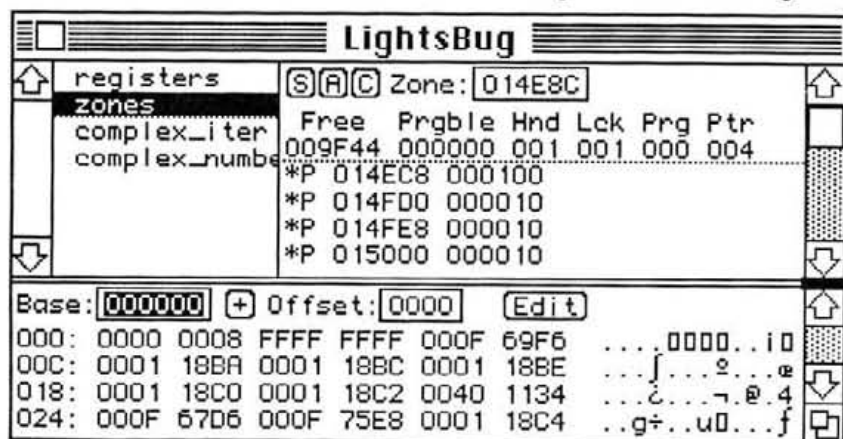 LightsBug
registers
zones
complex_iter
complex_numbe
S A C Zone: 014E8C
Free Prgble Hnd Lck Prg Ptr
009F44 000000 001 001 000 004
*P 014EC8 000100
*P 014FD0 000010
*P 014FE8 000010
*P 015000 000010
Base: 000000 + Offset: 0000 Edit
000: 0000 0008 FFFF FFFF 000F 69F6 ....▯▯▯▯..i▯
00C: 0001 18BA 0001 18BC 0001 18BE ...∫...º...æ
018: 0001 18C0 0001 18C2 0040 1134 ...¿...¬.@.4
024: 000F 67D6 000F 75E8 0001 18C4 ..g÷..u▯...ƒ